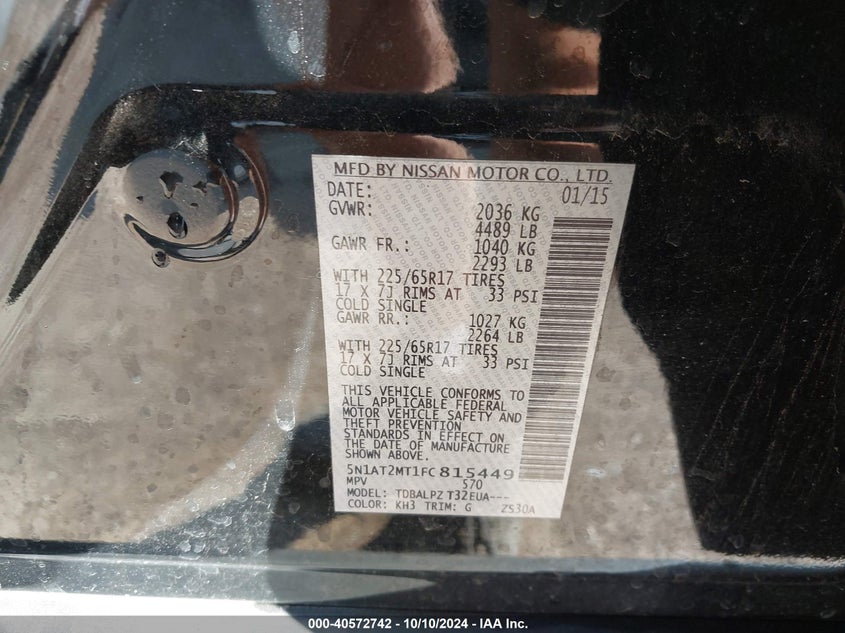 MFD BY NISSAN MOTOR CO., LTD.
DATE: 01/15
GVWR: 2036 KG
4489 LB
GAWR FR.: 1040 KG
2293 LB
WITH 225/65R17 TIRES
17 X 7J RIMS AT 33 PSI
COLD SINGLE
GAWR RR.: 1027 KG
2264 LB
WITH 225/65R17 TIRES
17 X 7J RIMS AT 33 PSI
COLD SINGLE
THIS VEHICLE CONFORMS TO
ALL APPLICABLE FEDERAL
MOTOR VEHICLE SAFETY AND
THEFT PREVENTION
STANDARDS IN EFFECT ON
THE DATE OF MANUFACTURE
SHOWN ABOVE.
5N1AT2MT1FC815449
MPV 570
MODEL: TDBALPZ T32EUA---
COLOR: KH3 TRIM: G ZS30A
000-40572742 - 10/10/2024 - IAA Inc.